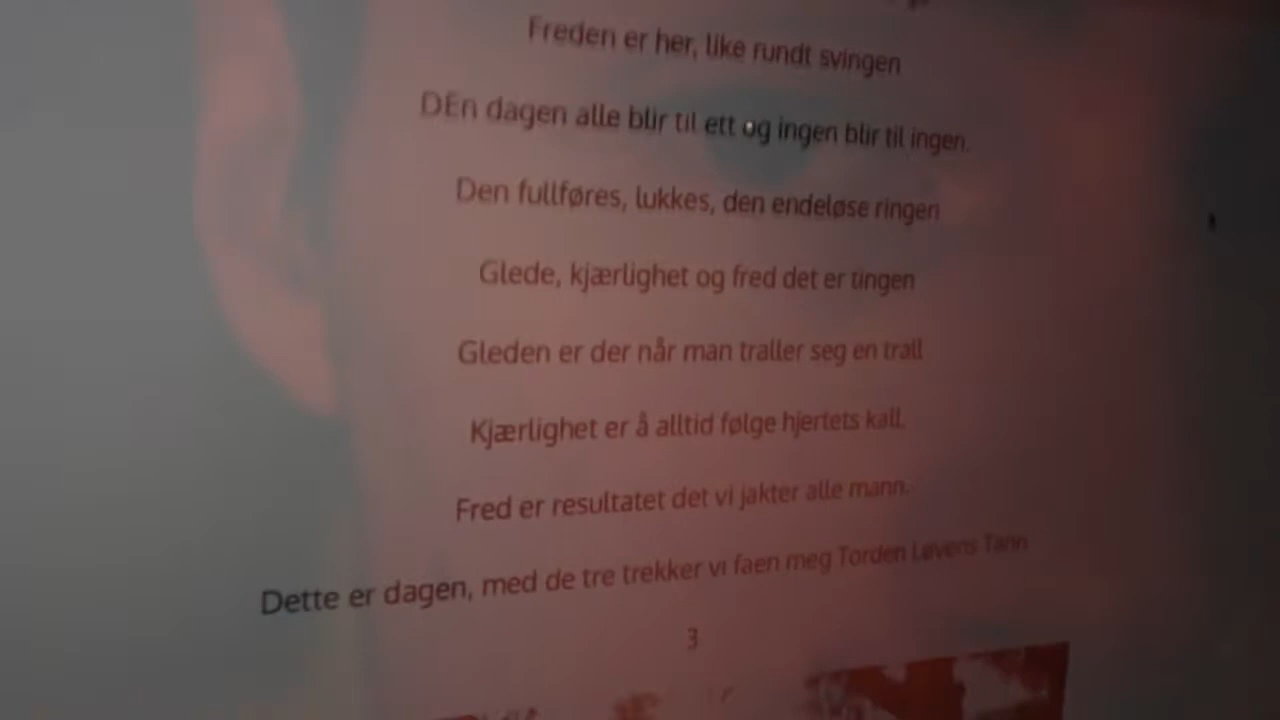 Freden er her, like rundt svingen
DEn dagen alle blir til ett og ingen blir til ingen.
Den fullføres, lukkes, den endeløse ringen
Glede, kjærlighet og fred det er tingen
Gleden er der når man traller seg en trall
Kjærlighet er å alltid følge hjertets kall.
Fred er resultatet det vi jakter alle mann.
Dette er dagen, med de tre trekker vi faen meg Torden Løvens Tann
3